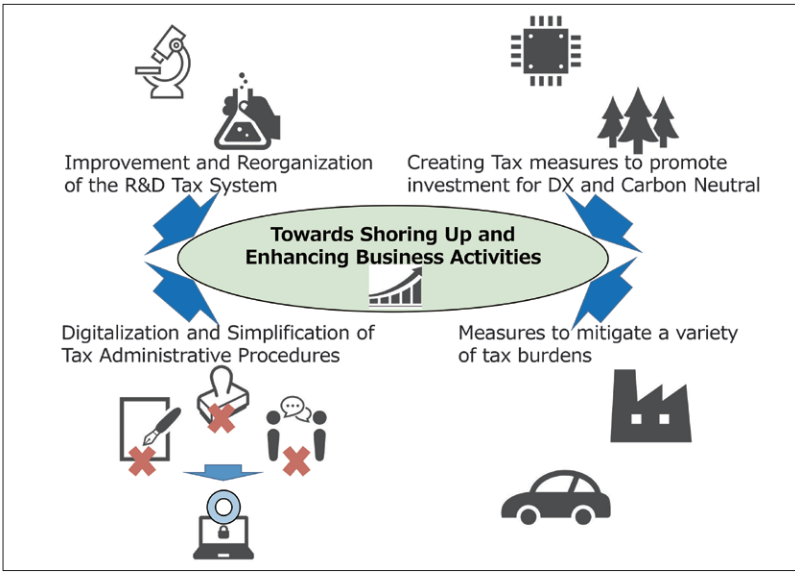 Improvement and Reorganization
of the R&D Tax System
Creating Tax measures to promote
investment for DX and Carbon Neutral
Towards Shoring Up and
Enhancing Business Activities
Digitalization and Simplification of
Tax Administrative Procedures
Measures to mitigate a variety
of tax burdens